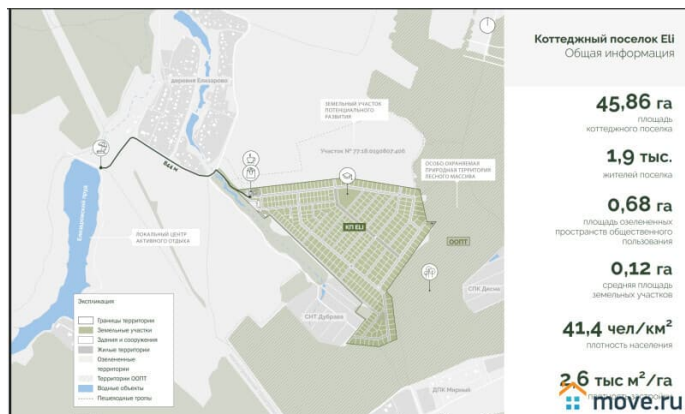 Коттеджный поселок Eli
Общая информация
45,86 га
площадь
коттеджного поселка
1,9 тыс.
жителей поселка
0,68 га
площадь озелененных
пространств общественного
пользования
0,12 га
средняя площадь
земельных участков
41,4 чел/км²
плотность населения
2,6 тыс м²/га
move.ru
деревня Елизарово
ЗЕМЕЛЬНЫЙ УЧАСТОК
ПОТЕНЦИАЛЬНОГО
РАЗВИТИЯ
844 м
ОСОБО ОХРАНЯЕМАЯ
ПРИРОДНАЯ ТЕРРИТОРИЯ
ЛЕСНОГО МАССИВА
ЛОКАЛЬНЫЙ ЦЕНТР
АКТИВНОГО ОТДЫХА
КП ELI
ООПТ
СПК Десна
СНТ Дубрава
ДПК Мирный
Экспликация
Границы территории
Земельные участки
Здания и сооружения
Жилые территории
Озелененные
территории
Территории ООПТ
Водные объекты
Пешеходные тропы